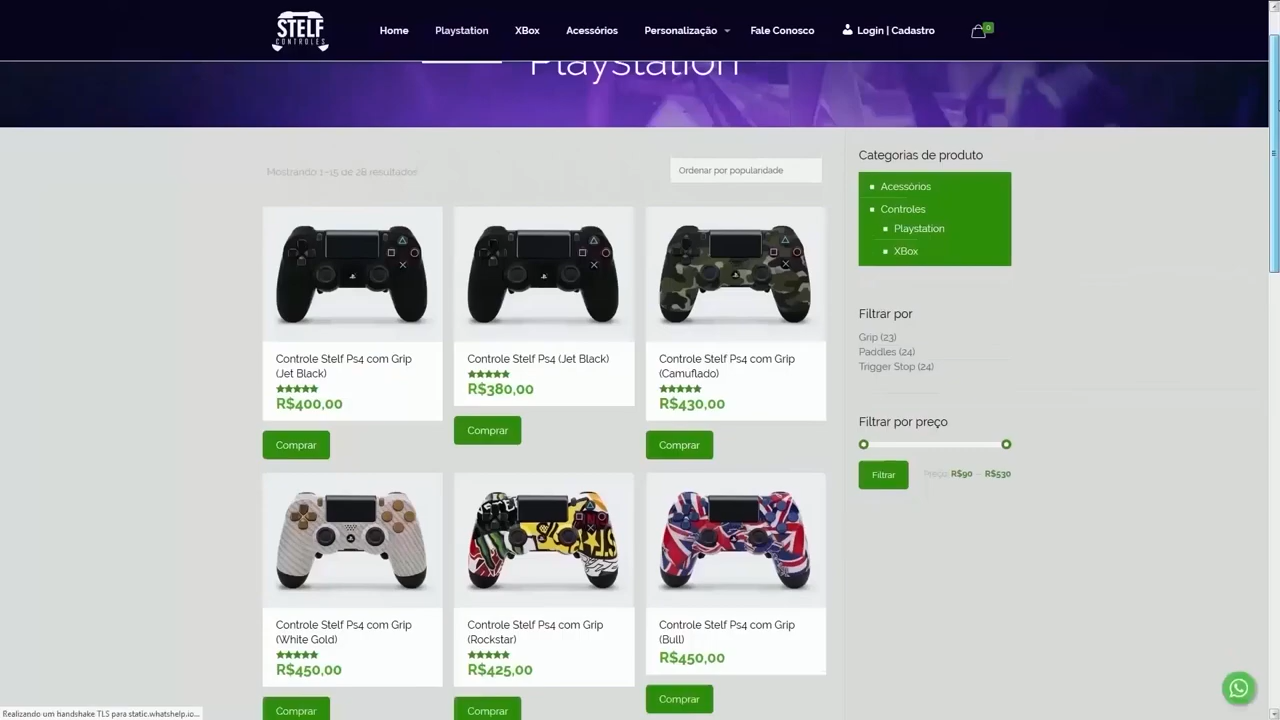 STELF
CONTROLES
Home
Playstation
XBox
Acessórios
Personalização
Fale Conosco
Login | Cadastro
0
Playstation
Mostrando 1–15 de 28 resultados
Ordenar por popularidade
Controle Stelf Ps4 com Grip
(Jet Black)
R$400,00
Comprar
Controle Stelf Ps4 (Jet Black)
R$380,00
Comprar
Controle Stelf Ps4 com Grip
(Camuflado)
R$430,00
Comprar
Controle Stelf Ps4 com Grip
(White Gold)
R$450,00
Comprar
Controle Stelf Ps4 com Grip
(Rockstar)
R$425,00
Comprar
Controle Stelf Ps4 com Grip
(Bull)
R$450,00
Comprar
Categorias de produto
Acessórios
Controles
Playstation
XBox
Filtrar por
Grip (23)
Paddles (24)
Trigger Stop (24)
Filtrar por preço
Filtrar
Preço: R$90 — R$530
Realizando um handshake TLS para static.whatshelp.io...